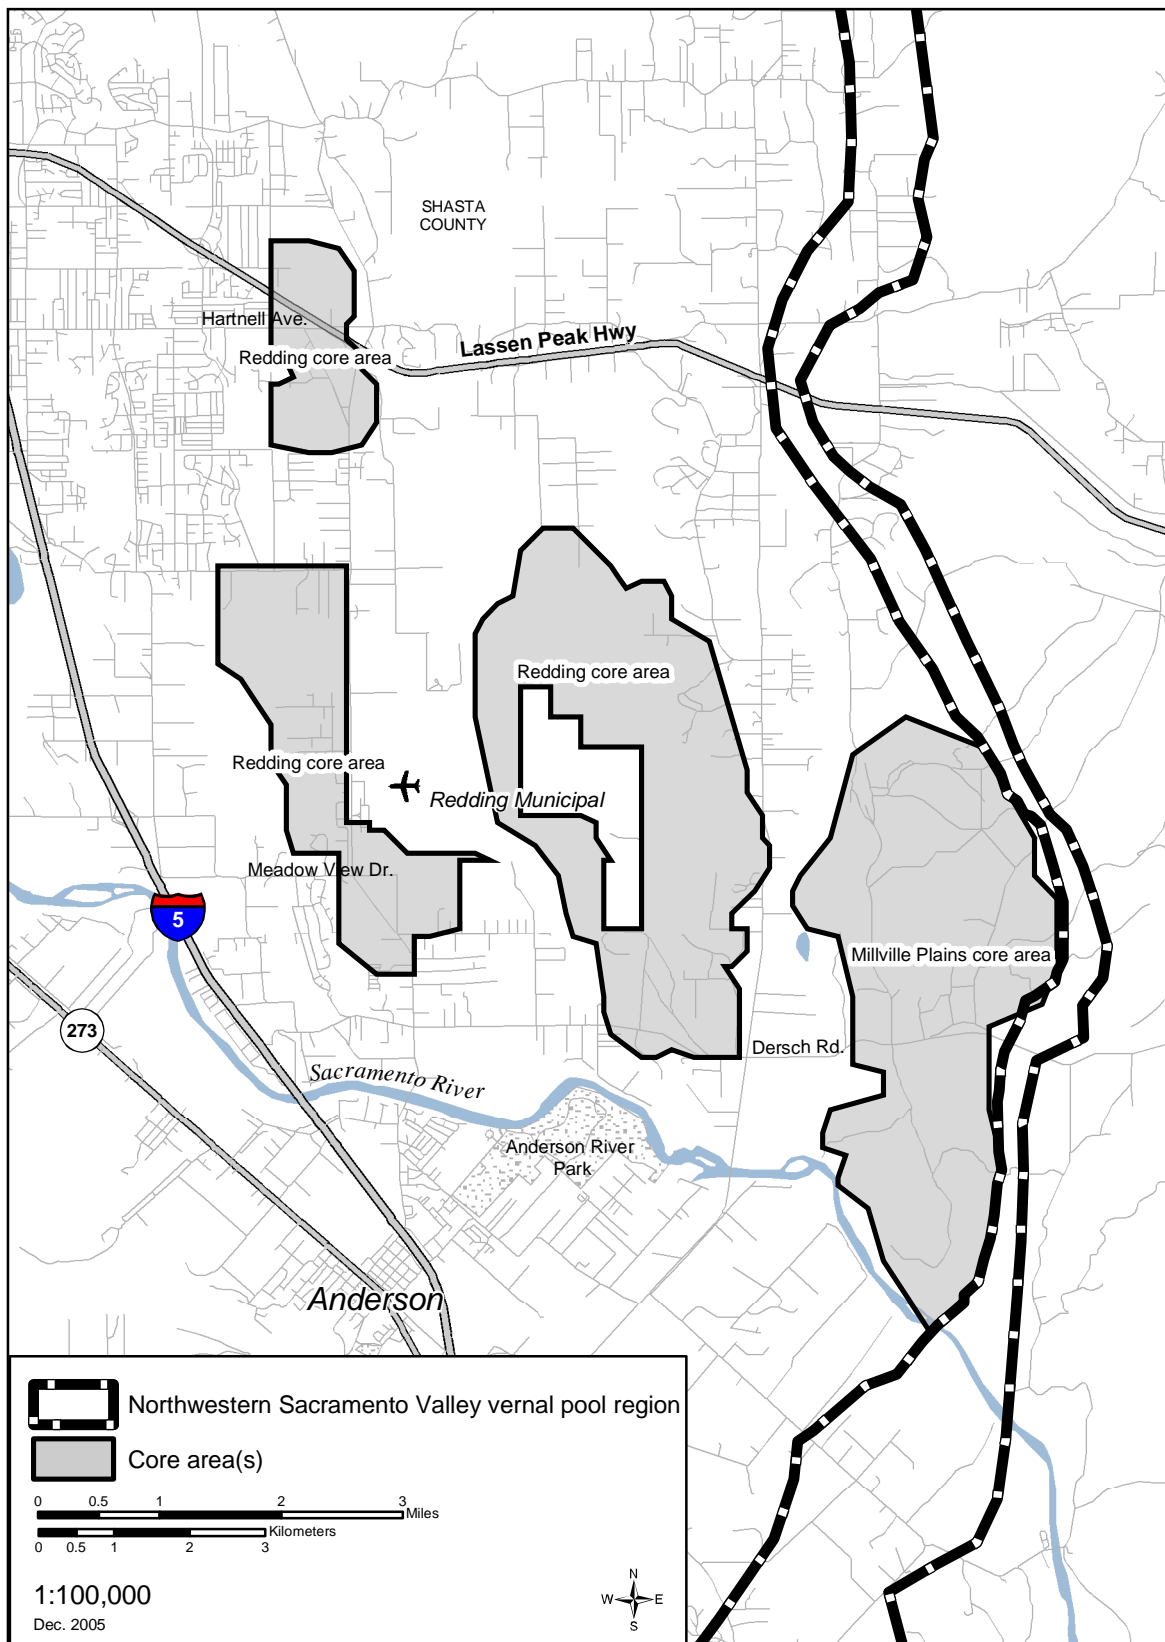 SHASTA
COUNTY
Hartnell Ave.
Lassen Peak Hwy
Redding core area
Redding core area
Redding core area
Redding Municipal
Meadow View Dr.
5
Millville Plains core area
273
Dersch Rd.
Sacramento River
Anderson River
Park
Anderson
Northwestern Sacramento Valley vernal pool region
Core area(s)
0 0.5 1 2 3
Miles
Kilometers
0 0.5 1 2 3
1:100,000
Dec. 2005
N
W E
S